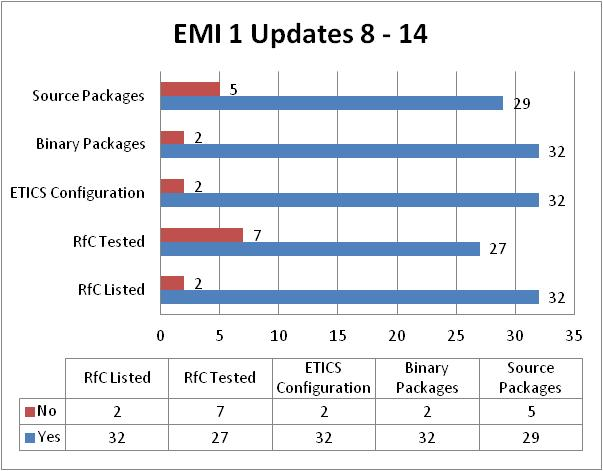 EMI 1 Updates 8 - 14
Source Packages
5
29
Binary Packages
2
32
ETICS Configuration
2
32
RfC Tested
7
27
RfC Listed
2
32
0 5 10 15 20 25 30 35
RfC Listed RfC Tested ETICS Configuration Binary Packages Source Packages
No 2 7 2 2 5
Yes 32 27 32 32 29